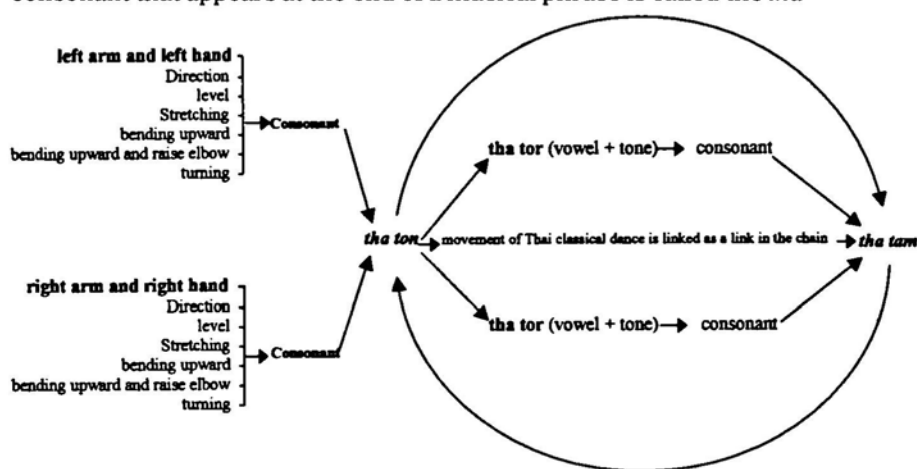 consonant that appears at the end of a musical phrase is called the tha
left arm and left hand
Direction
level
Stretching
bending upward
bending upward and raise elbow
turning
Consonant
tha tor (vowel + tone) consonant
tha ton movement of Thai classical dance is linked as a link in the chain tha tam
right arm and right hand
Direction
level
Stretching
bending upward
bending upward and raise elbow
turning
Consonant
tha tor (vowel + tone) consonant